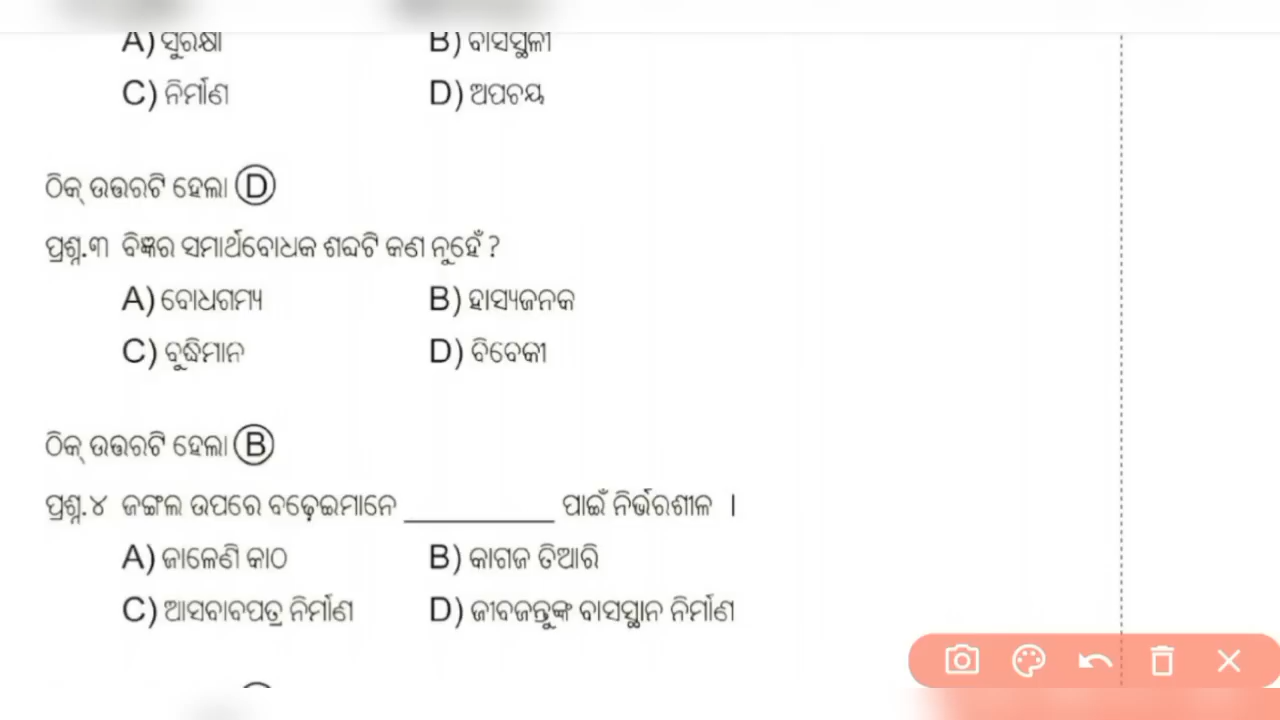 A) ସୁରକ୍ଷା B) ବାସସ୍ଥଳୀ
C) ନିର୍ମାଣ D) ଅପଚୟ
ଠିକ୍ ଉତ୍ତରଟି ହେଲା D
ପ୍ରଶ୍ନ.୩ ବିଜ୍ଞର ସମାର୍ଥବୋଧକ ଶବ୍ଦଟି କଣ ନୁହେଁ ?
A) ବୋଧଗମ୍ୟ B) ହାସ୍ୟଜନକ
C) ବୁଦ୍ଧିମାନ D) ବିବେକୀ
ଠିକ୍ ଉତ୍ତରଟି ହେଲା B
ପ୍ରଶ୍ନ.୪ ଜଙ୍ଗଲ ଉପରେ ବଢ଼େଇମାନେ __________ ପାଇଁ ନିର୍ଭରଶୀଳ ।
A) ଜାଳେଣି କାଠ B) କାଗଜ ତିଆରି
C) ଆସବାବପତ୍ର ନିର୍ମାଣ D) ଜୀବଜନ୍ତୁଙ୍କ ବାସସ୍ଥାନ ନିର୍ମାଣ